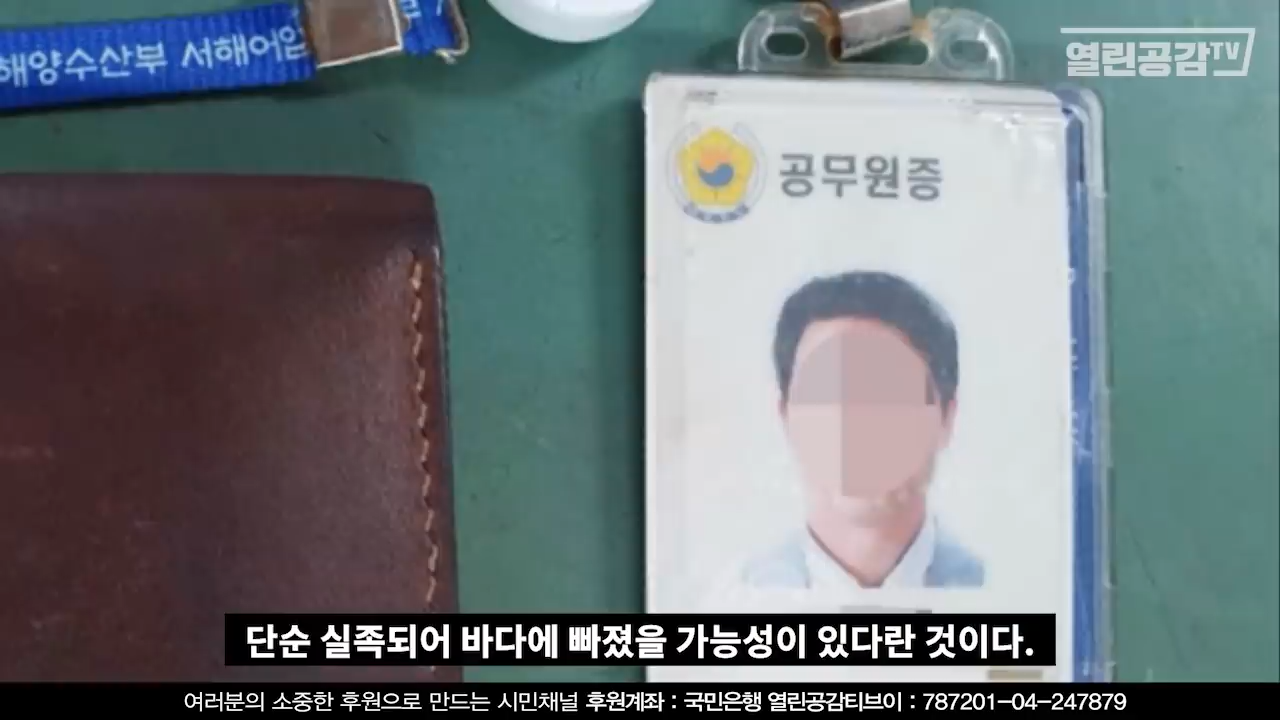 해양수산부 서해어업
열린공감TV
공무원증
단순 실족되어 바다에 빠졌을 가능성이 있다란 것이다.
여러분의 소중한 후원으로 만드는 시민채널 후원계좌 : 국민은행 열린공감티브이 : 787201-04-247879